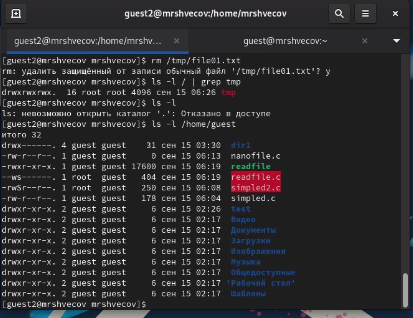 guest2@mrshvecov:/home/mrshvecov
guest2@mrshvecov:/home/mrshv...
guest@mrshvecov:~
[guest2@mrshvecov mrshvecov]$ rm /tmp/file01.txt
rm: удалить защищённый от записи обычный файл '/tmp/file01.txt'? y
[guest2@mrshvecov mrshvecov]$ ls -l / | grep tmp
drwxrwxrwx. 16 root root 4096 сен 15 06:26 tmp
[guest2@mrshvecov mrshvecov]$ ls -l
ls: невозможно открыть каталог '.': Отказано в доступе
[guest2@mrshvecov mrshvecov]$ ls -l /home/guest
итого 32
drwx------. 4 guest guest 31 сен 15 03:30 dir1
-rw-r--r--. 1 guest guest 0 сен 15 06:13 nanofile.c
-rwxr-xr-x. 1 guest guest 17600 сен 15 06:19 readfile
--ws------. 1 root guest 404 сен 15 06:19 readfile.c
-rwSr--r--. 1 root guest 250 сен 15 06:08 simpled2.c
-rw-r--r--. 1 guest guest 178 сен 15 06:04 simpled.c
drwxr-xr-x. 2 guest guest 26 сен 15 02:26 test
drwxr-xr-x. 2 guest guest 6 сен 15 02:17 Видео
drwxr-xr-x. 2 guest guest 6 сен 15 02:17 Документы
drwxr-xr-x. 2 guest guest 6 сен 15 02:17 Загрузки
drwxr-xr-x. 2 guest guest 6 сен 15 02:17 Изображения
drwxr-xr-x. 2 guest guest 6 сен 15 02:17 Музыка
drwxr-xr-x. 2 guest guest 6 сен 15 02:17 Общедоступные
drwxr-xr-x. 2 guest guest 6 сен 15 02:17 'Рабочий стол'
drwxr-xr-x. 2 guest guest 6 сен 15 02:17 Шаблоны
[guest2@mrshvecov mrshvecov]$